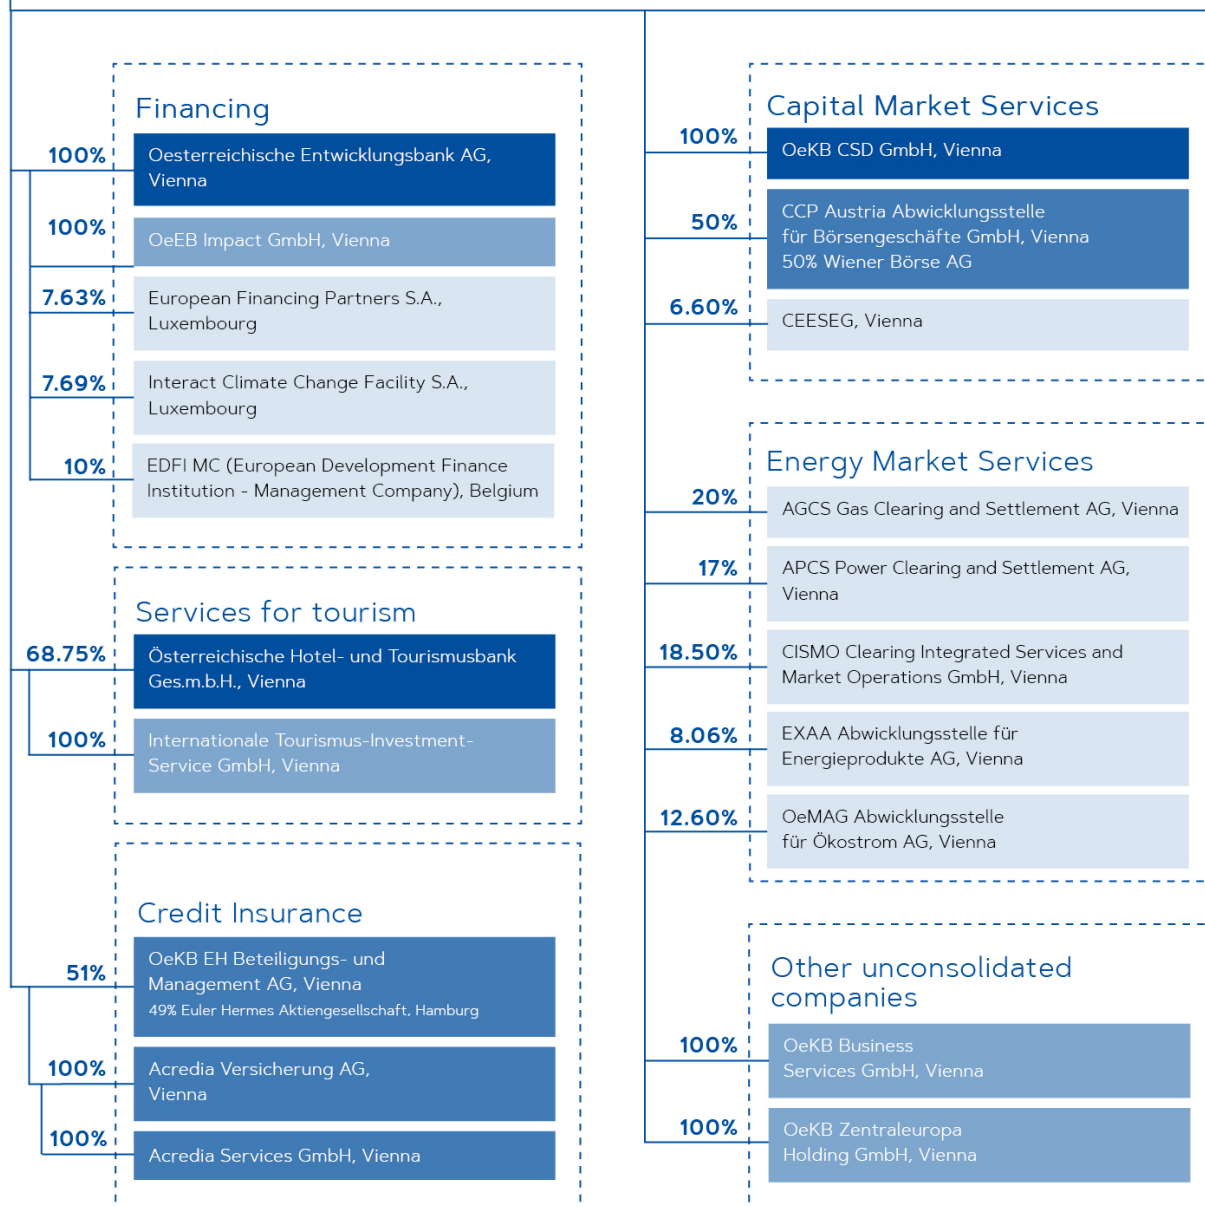 Financing
100%
Oesterreichische Entwicklungsbank AG,
Vienna
100%
OeEB Impact GmbH, Vienna
7.63%
European Financing Partners S.A.,
Luxembourg
7.69%
Interact Climate Change Facility S.A.,
Luxembourg
10%
EDFI MC (European Development Finance
Institution - Management Company), Belgium
Services for tourism
68.75%
Österreichische Hotel- und Tourismusbank
Ges.m.b.H., Vienna
100%
Internationale Tourismus-Investment-
Service GmbH, Vienna
Credit Insurance
51%
OeKB EH Beteiligungs- und
Management AG, Vienna
49% Euler Hermes Aktiengesellschaft, Hamburg
100%
Acredia Versicherung AG,
Vienna
100%
Acredia Services GmbH, Vienna
Capital Market Services
100%
OeKB CSD GmbH, Vienna
50%
CCP Austria Abwicklungsstelle
für Börsengeschäfte GmbH, Vienna
50% Wiener Börse AG
6.60%
CEESEG, Vienna
Energy Market Services
20%
AGCS Gas Clearing and Settlement AG, Vienna
17%
APCS Power Clearing and Settlement AG,
Vienna
18.50%
CISMO Clearing Integrated Services and
Market Operations GmbH, Vienna
8.06%
EXAA Abwicklungsstelle für
Energieprodukte AG, Vienna
12.60%
OeMAG Abwicklungsstelle
für Ökostrom AG, Vienna
Other unconsolidated
companies
100%
OeKB Business
Services GmbH, Vienna
100%
OeKB Zentraleuropa
Holding GmbH, Vienna